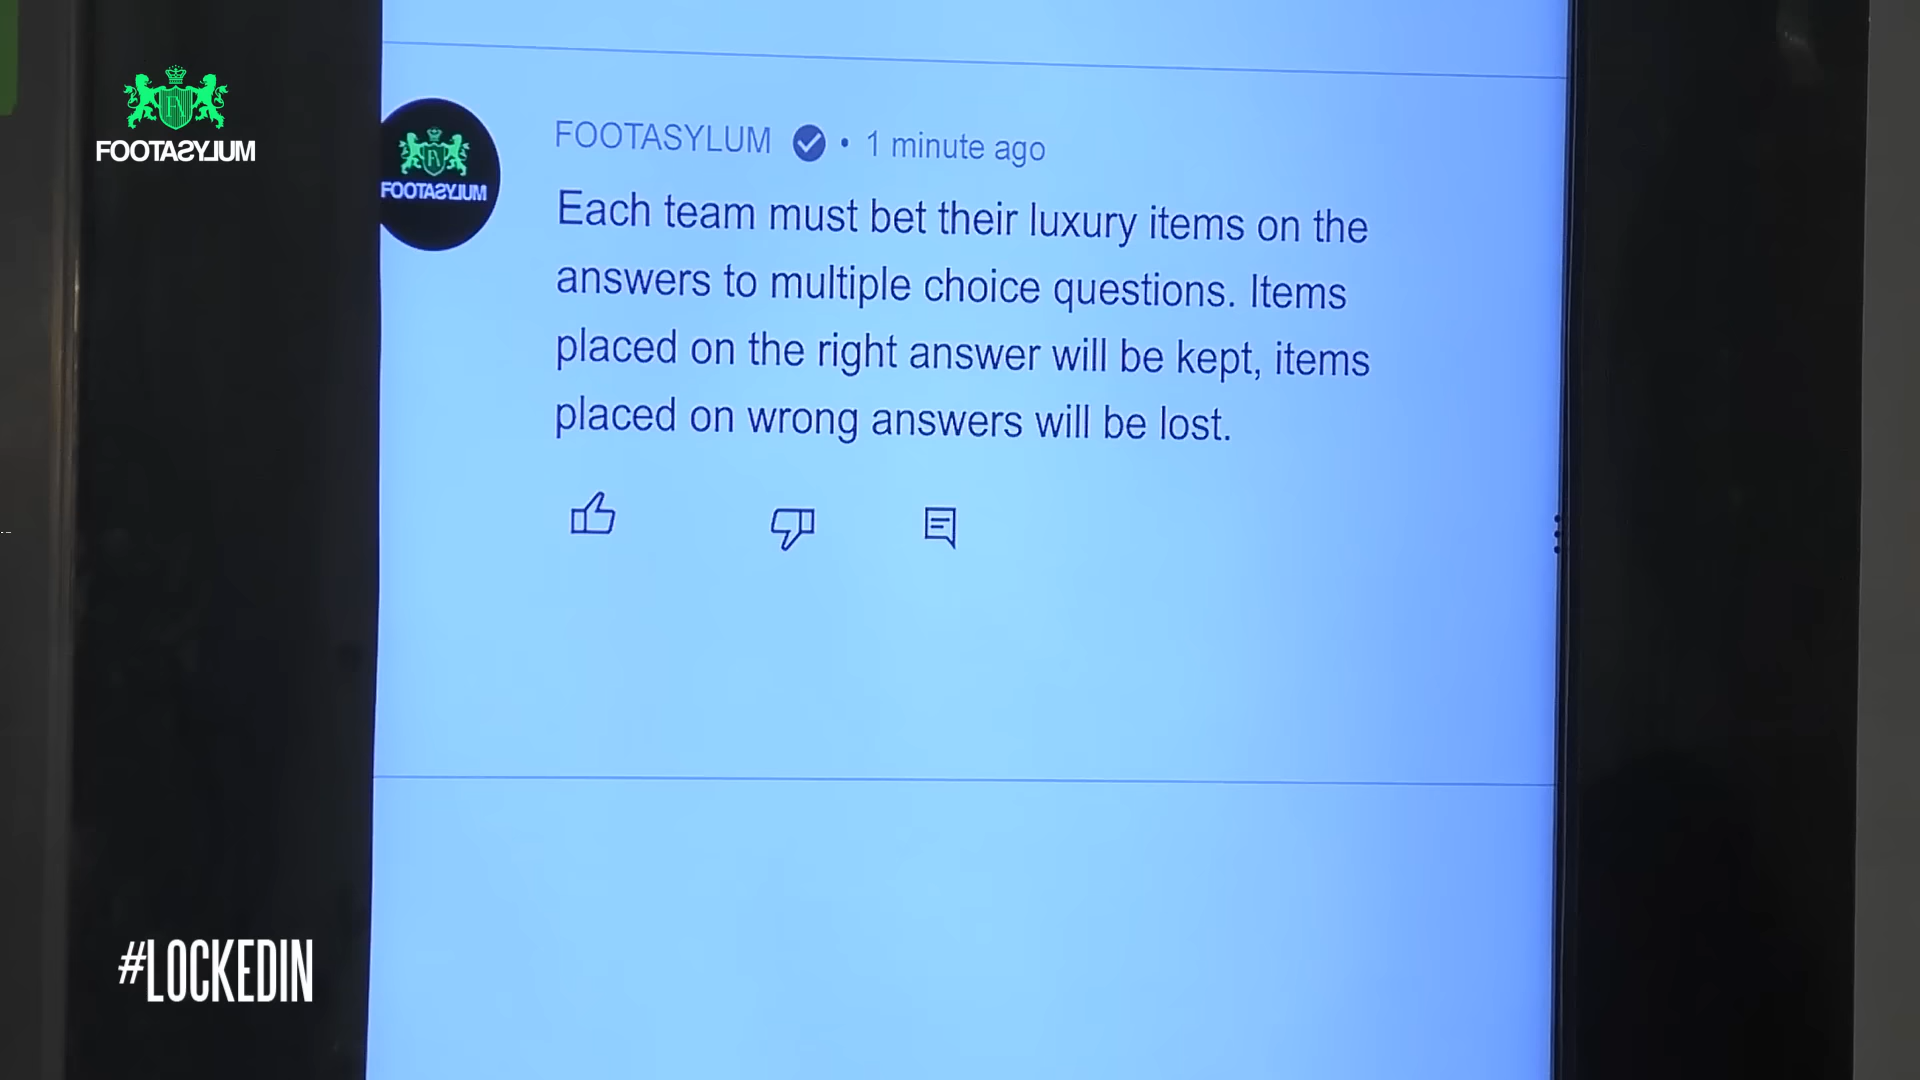 FOOTASYLUM
FOOTASYLUM
FOOTASYLUM • 1 minute ago
Each team must bet their luxury items on the
answers to multiple choice questions. Items
placed on the right answer will be kept, items
placed on wrong answers will be lost.
#LOCKEDIN